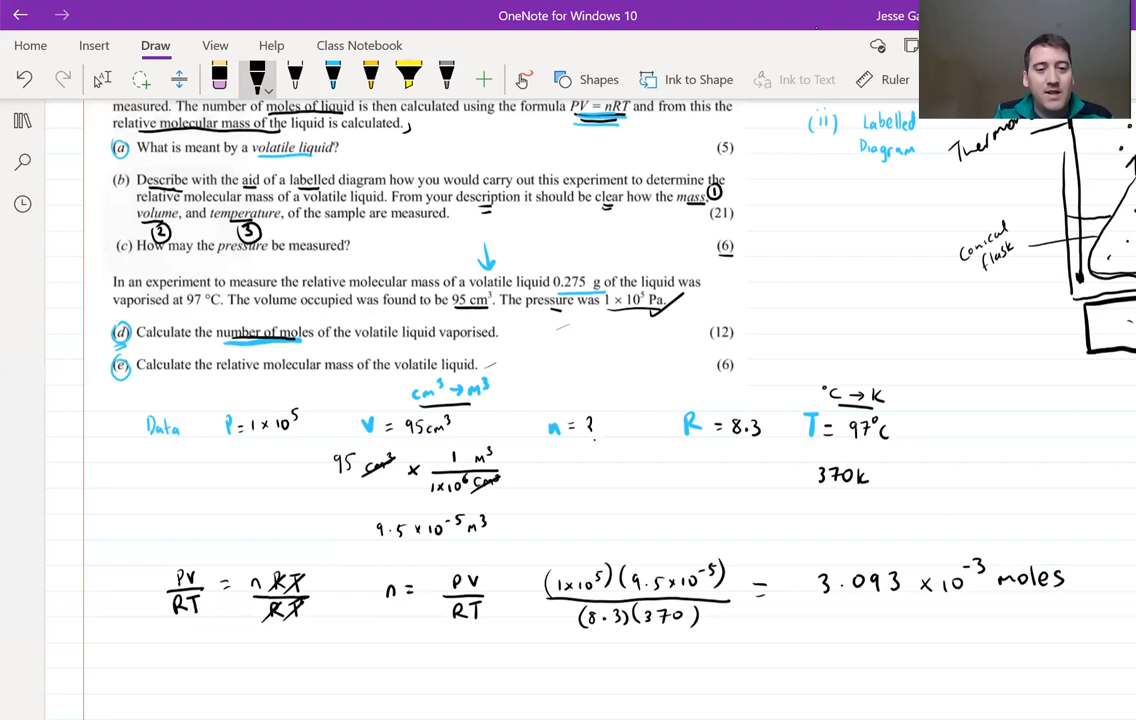 OneNote for Windows 10
Jesse Ga
Home Insert Draw View Help Class Notebook
Shapes Ink to Shape Ink to Text Ruler
measured. The number of moles of liquid is then calculated using the formula PV = nRT and from this the
relative molecular mass of the liquid is calculated.
(a) What is meant by a volatile liquid? (5)
(b) Describe with the aid of a labelled diagram how you would carry out this experiment to determine the
relative molecular mass of a volatile liquid. From your description it should be clear how the mass, 1
volume, and temperature, of the sample are measured. (21)
2 3
(c) How may the pressure be measured? (6)
In an experiment to measure the relative molecular mass of a volatile liquid 0.275 g of the liquid was
vaporised at 97 °C. The volume occupied was found to be 95 cm³. The pressure was 1 × 10⁵ Pa.
(d) Calculate the number of moles of the volatile liquid vaporised. (12)
(e) Calculate the relative molecular mass of the volatile liquid. (6)
(ii) Labelled
Diagram
Thermo
Conical
flask
cm³ → m³
°C → K
Data P = 1 × 10⁵ V = 95 cm³ n = ? R = 8.3 T = 97°C
95 cm³ × 1 m³ / 1×10⁶ cm³
370k
9.5 × 10⁻⁵ m³
PV/RT = nRT/RT n = PV/RT (1×10⁵)(9.5×10⁻⁵)/(8.3)(370) = 3.093 × 10⁻³ moles